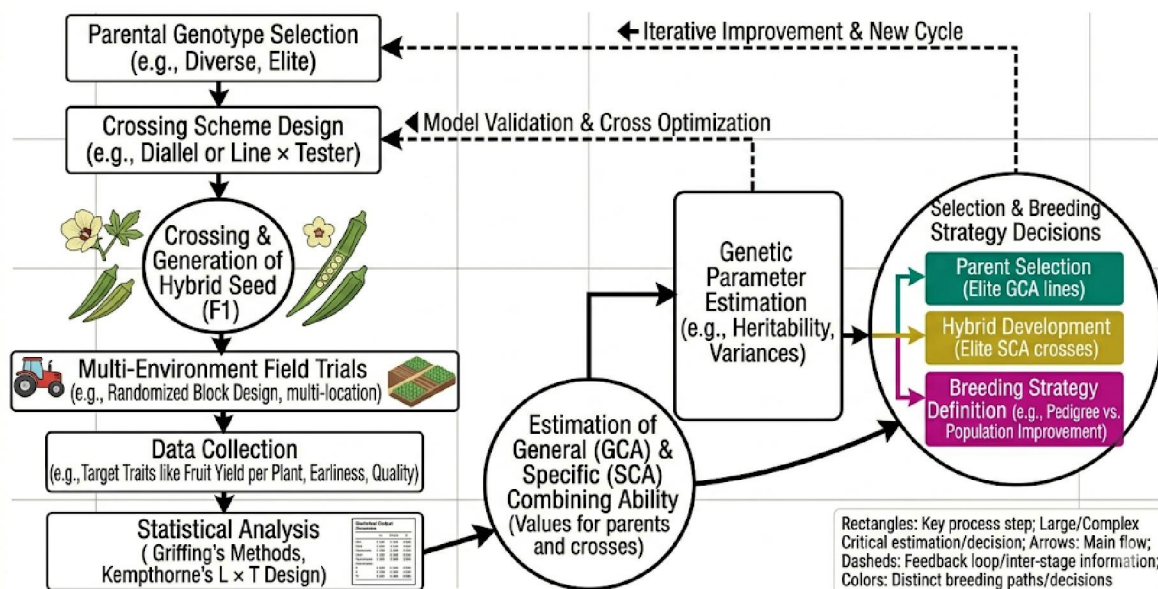 Parental Genotype Selection
(e.g., Diverse, Elite)
Iterative Improvement & New Cycle
Crossing Scheme Design
(e.g., Diallel or Line × Tester)
Model Validation & Cross Optimization
Crossing &
Generation of
Hybrid Seed
(F1)
Multi-Environment Field Trials
(e.g., Randomized Block Design, multi-location)
Data Collection
(e.g., Target Traits like Fruit Yield per Plant, Earliness, Quality)
Statistical Analysis
( Griffing's Methods,
Kempthorne's L × T Design)
Estimation of
General (GCA) &
Specific (SCA)
Combining Ability
(Values for parents
and crosses)
Genetic
Parameter
Estimation
(e.g., Heritability,
Variances)
Selection & Breeding
Strategy Decisions
Parent Selection
(Elite GCA lines)
Hybrid Development
(Elite SCA crosses)
Breeding Strategy
Definition (e.g., Pedigree vs.
Population Improvement)
Rectangles: Key process step; Large/Complex
Critical estimation/decision; Arrows: Main flow;
Dasheds: Feedback loop/inter-stage information;
Colors: Distinct breeding paths/decisions